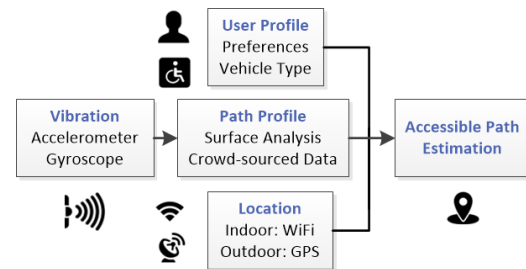 User Profile
Preferences
Vehicle Type
Vibration
Accelerometer
Gyroscope
Path Profile
Surface Analysis
Crowd-sourced Data
Accessible Path
Estimation
Location
Indoor: WiFi
Outdoor: GPS